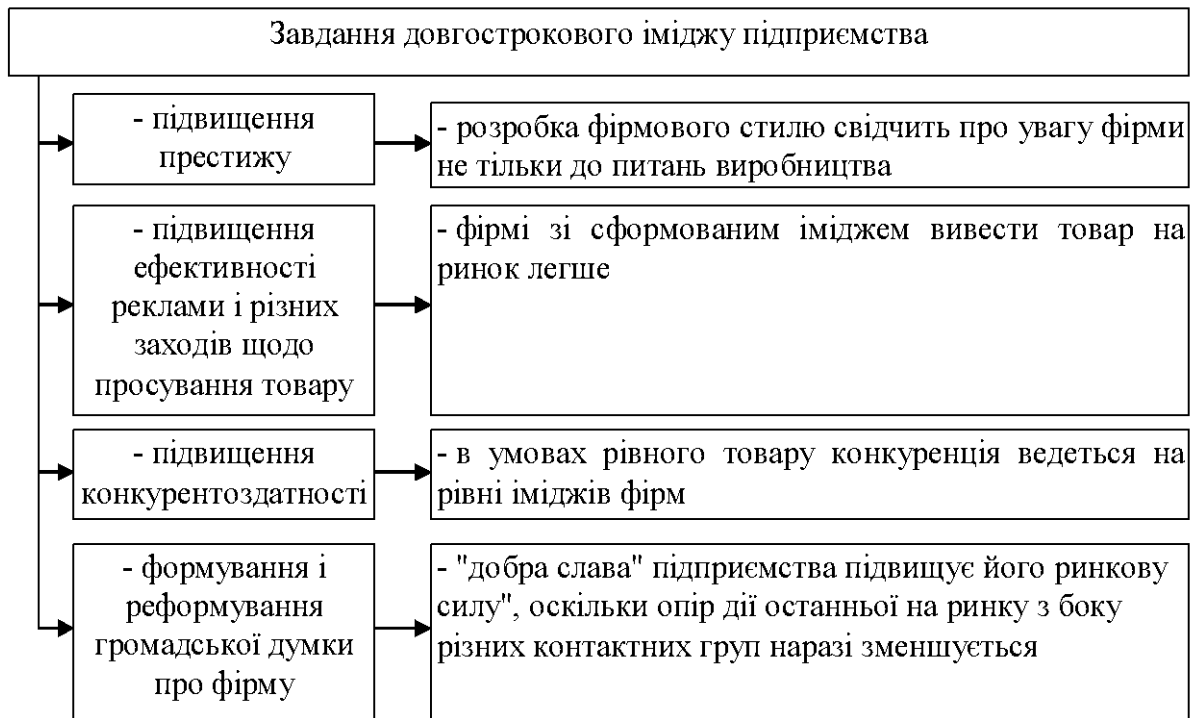 Завдання довгострокового іміджу підприємства
- підвищення
престижу
- розробка фірмового стилю свідчить про увагу фірми
не тільки до питань виробництва
- підвищення
ефективності
реклами і різних
заходів щодо
просування товару
- фірмі зі сформованим іміджем вивести товар на
ринок легше
- підвищення
конкурентоздатності
- в умовах рівного товару конкуренція ведеться на
рівні іміджів фірм
- формування і
реформування
громадської думки
про фірму
- "добра слава" підприємства підвищує його ринкову
силу", оскільки опір дії останньої на ринку з боку
різних контактних груп наразі зменшується